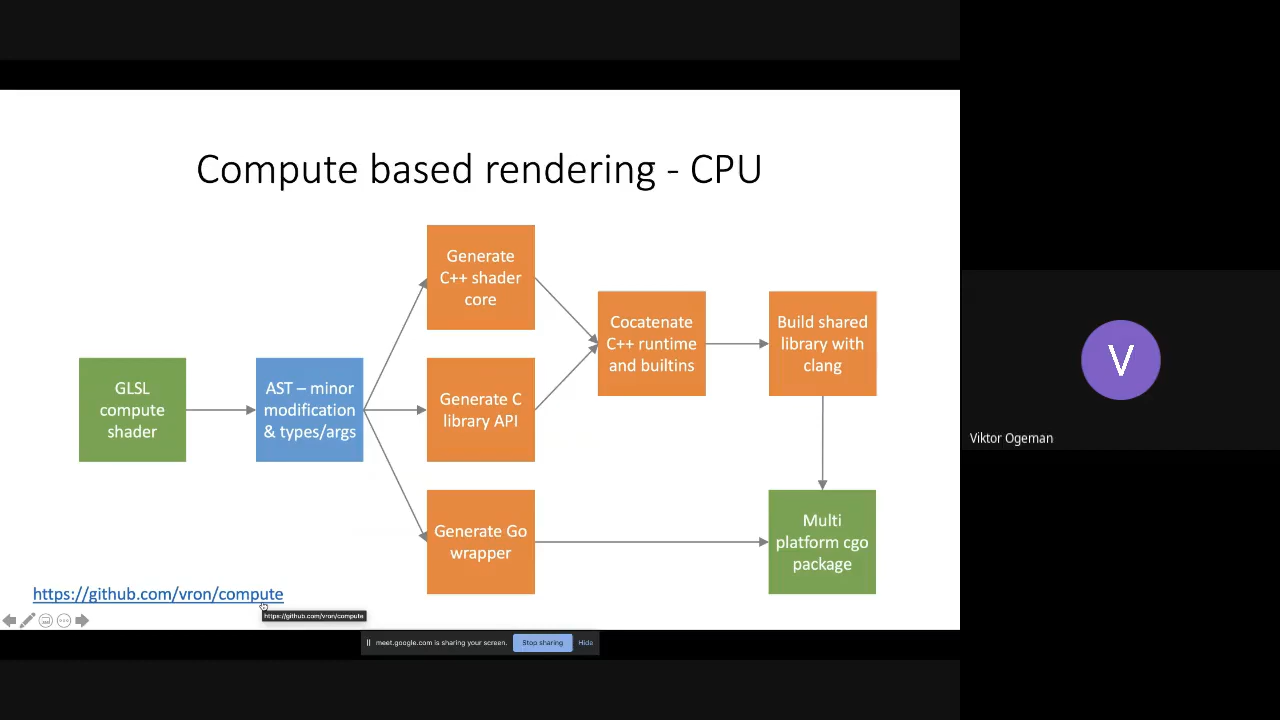 Compute based rendering - CPU
Generate
C++ shader
core
Cocatenate
C++ runtime
and builtins
Build shared
library with
clang
GLSL
compute
shader
AST – minor
modification
& types/args
Generate C
library API
Generate Go
wrapper
Multi
platform cgo
package
https://github.com/vron/compute
https://github.com/vron/compute
meet.google.com is sharing your screen.
Stop sharing
Hide
V
Viktor Ogeman